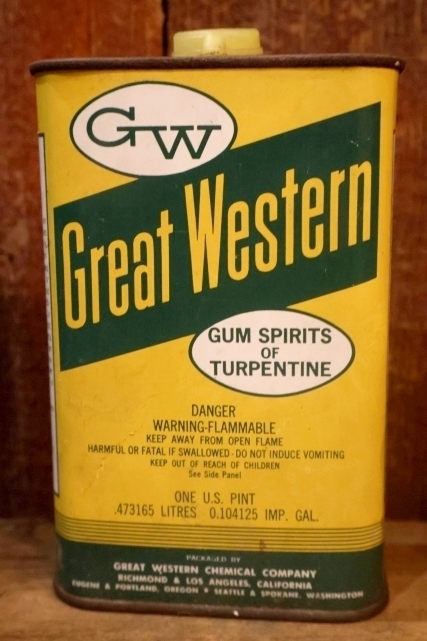 GW
Great Western
GUM SPIRITS
OF
TURPENTINE
DANGER
WARNING-FLAMMABLE
KEEP AWAY FROM OPEN FLAME
HARMFUL OR FATAL IF SWALLOWED - DO NOT INDUCE VOMITING
KEEP OUT OF REACH OF CHILDREN
See Side Panel
ONE U.S. PINT
.473165 LITRES 0.104125 IMP. GAL.
PACKAGED BY
GREAT WESTERN CHEMICAL COMPANY
RICHMOND & LOS ANGELES, CALIFORNIA
EUGENE & PORTLAND, OREGON • SEATTLE & SPOKANE, WASHINGTON